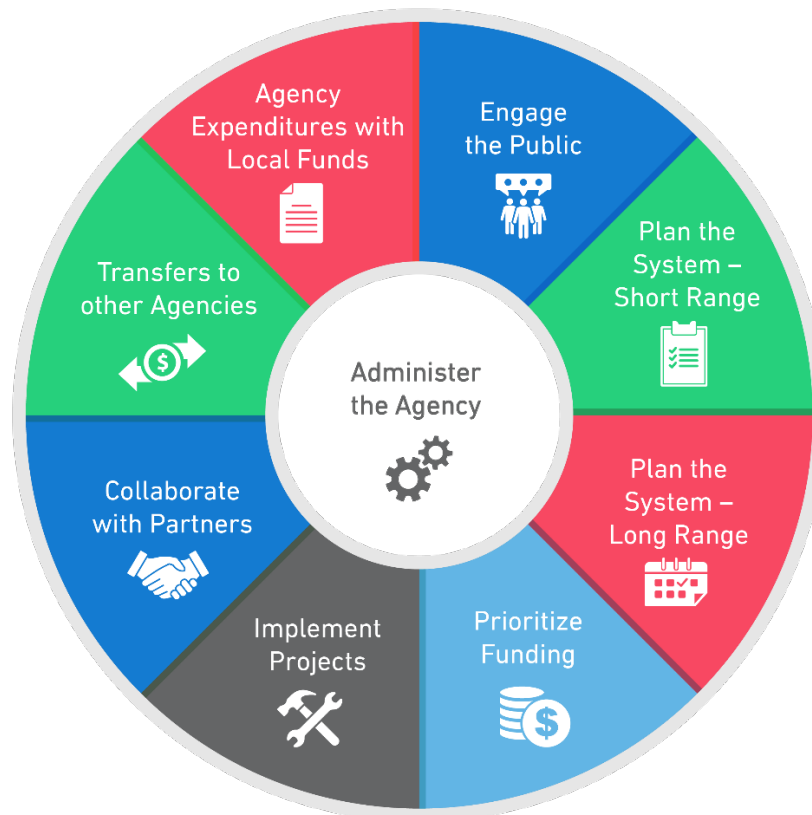 Agency
Expenditures with
Local Funds
Engage
the Public
Plan the
System –
Short Range
Transfers to
other Agencies
$
Administer
the Agency
Plan the
System –
Long Range
Collaborate
with Partners
Implement
Projects
Prioritize
Funding
$